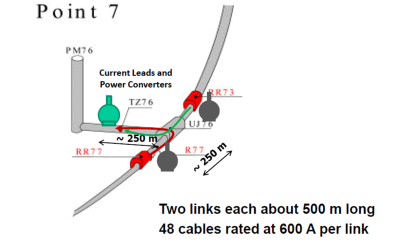 Point 7
PM76
Current Leads and
Power Converters
TZ76
RR73
UJ76
~ 250 m
RR77
R77
~ 250 m
Two links each about 500 m long
48 cables rated at 600 A per link